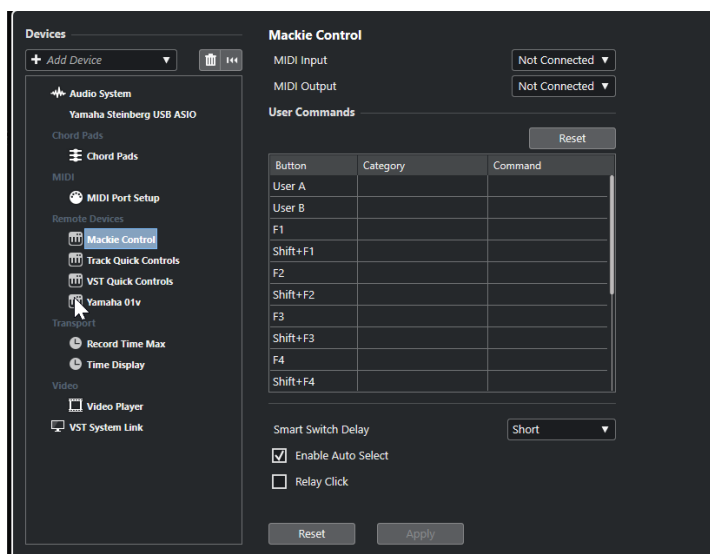 Devices
Add Device
Audio System
Yamaha Steinberg USB ASIO
Chord Pads
Chord Pads
MIDI
MIDI Port Setup
Remote Devices
Mackie Control
Track Quick Controls
VST Quick Controls
Yamaha 01v
Transport
Record Time Max
Time Display
Video
Video Player
VST System Link
Mackie Control
MIDI Input Not Connected
MIDI Output Not Connected
User Commands
Reset
Button Category Command
User A
User B
F1
Shift+F1
F2
Shift+F2
F3
Shift+F3
F4
Shift+F4
Smart Switch Delay Short
Enable Auto Select
Relay Click
Reset Apply